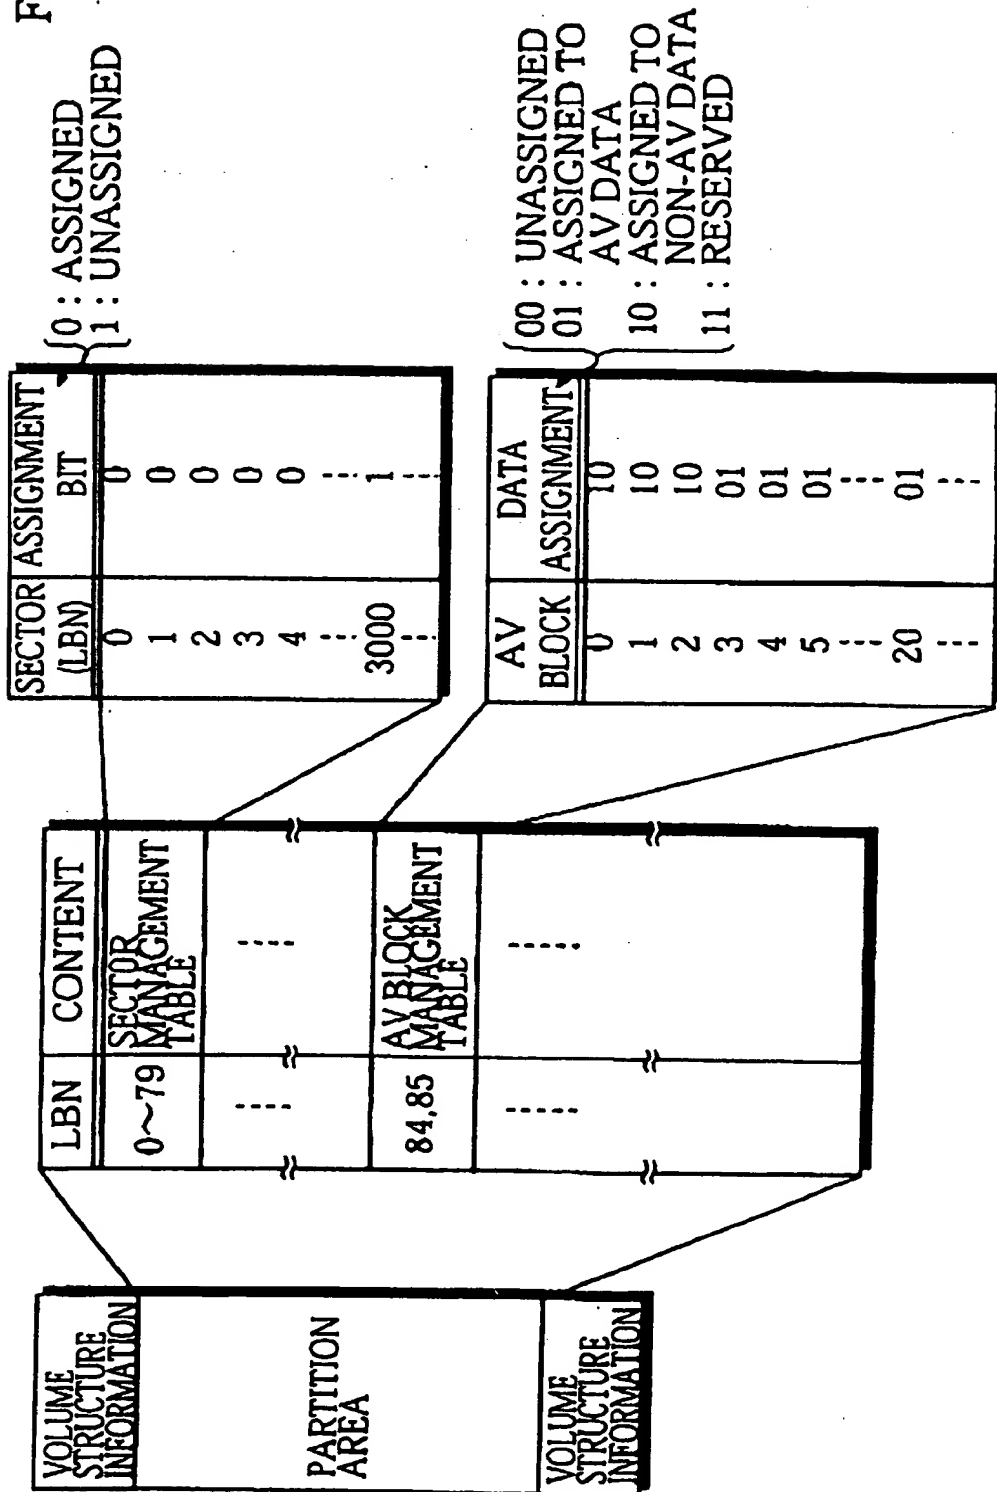 F
VOLUME
STRUCTURE
INFORMATION
PARTITION
AREA
VOLUME
STRUCTURE
INFORMATION
LBN CONTENT
0~79 SECTOR
MANAGEMENT
TABLE
84,85 AV BLOCK
MANAGEMENT
TABLE
SECTOR ASSIGNMENT
(LBN) BIT
0 0
1 0
2 0
3 0
4 0
3000 1
0 : ASSIGNED
1 : UNASSIGNED
AV DATA
BLOCK ASSIGNMENT
0 10
1 10
2 10
3 01
4 01
5 01
20 01
00 : UNASSIGNED
01 : ASSIGNED TO
AV DATA
10 : ASSIGNED TO
NON-AV DATA
11 : RESERVED